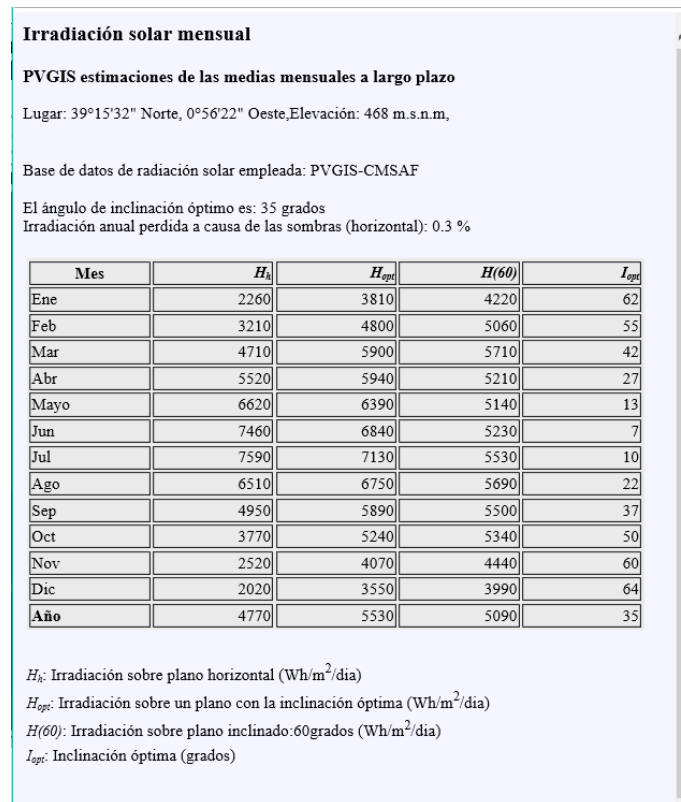 Irradiación solar mensual
PVGIS estimaciones de las medias mensuales a largo plazo
Lugar: 39°15'32" Norte, 0°56'22" Oeste,Elevación: 468 m.s.n.m,
Base de datos de radiación solar empleada: PVGIS-CMSAF
El ángulo de inclinación óptimo es: 35 grados
Irradiación anual perdida a causa de las sombras (horizontal): 0.3 %
Mes Hh Hopt H(60) Iopt
Ene 2260 3810 4220 62
Feb 3210 4800 5060 55
Mar 4710 5900 5710 42
Abr 5520 5940 5210 27
Mayo 6620 6390 5140 13
Jun 7460 6840 5230 7
Jul 7590 7130 5530 10
Ago 6510 6750 5690 22
Sep 4950 5890 5500 37
Oct 3770 5240 5340 50
Nov 2520 4070 4440 60
Dic 2020 3550 3990 64
Año 4770 5530 5090 35
Hh: Irradiación sobre plano horizontal (Wh/m2/dia)
Hopt: Irradiación sobre un plano con la inclinación óptima (Wh/m2/dia)
H(60): Irradiación sobre plano inclinado:60grados (Wh/m2/dia)
Iopt: Inclinación óptima (grados)